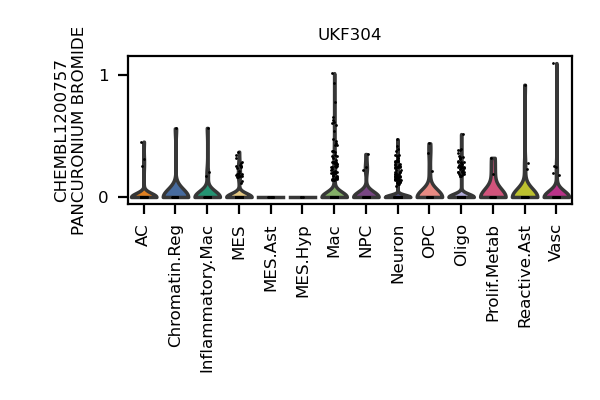 UKF304
CHEMBL1200757
PANCURONIUM BROMIDE
1
0
AC
Chromatin.Reg
Inflammatory.Mac
MES
MES.Ast
MES.Hyp
Mac
NPC
Neuron
OPC
Oligo
Prolif.Metab
Reactive.Ast
Vasc